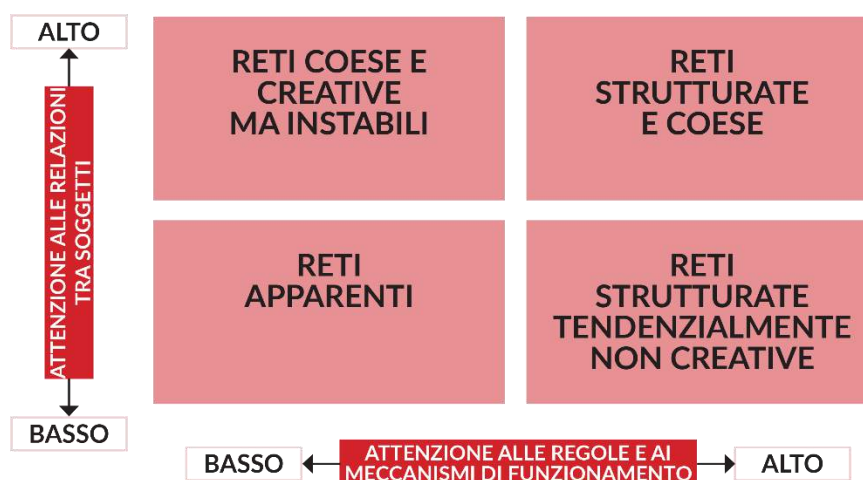 ALTO
ATTENZIONE ALLE RELAZIONI
TRA SOGGETTI
BASSO
RETI COESE E
CREATIVE
MA INSTABILI
RETI
STRUTTURATE
E COESE
RETI
APPARENTI
RETI
STRUTTURATE
TENDENZIALMENTE
NON CREATIVE
BASSO
ATTENZIONE ALLE REGOLE E AI
MECCANISMI DI FUNZIONAMENTO
ALTO